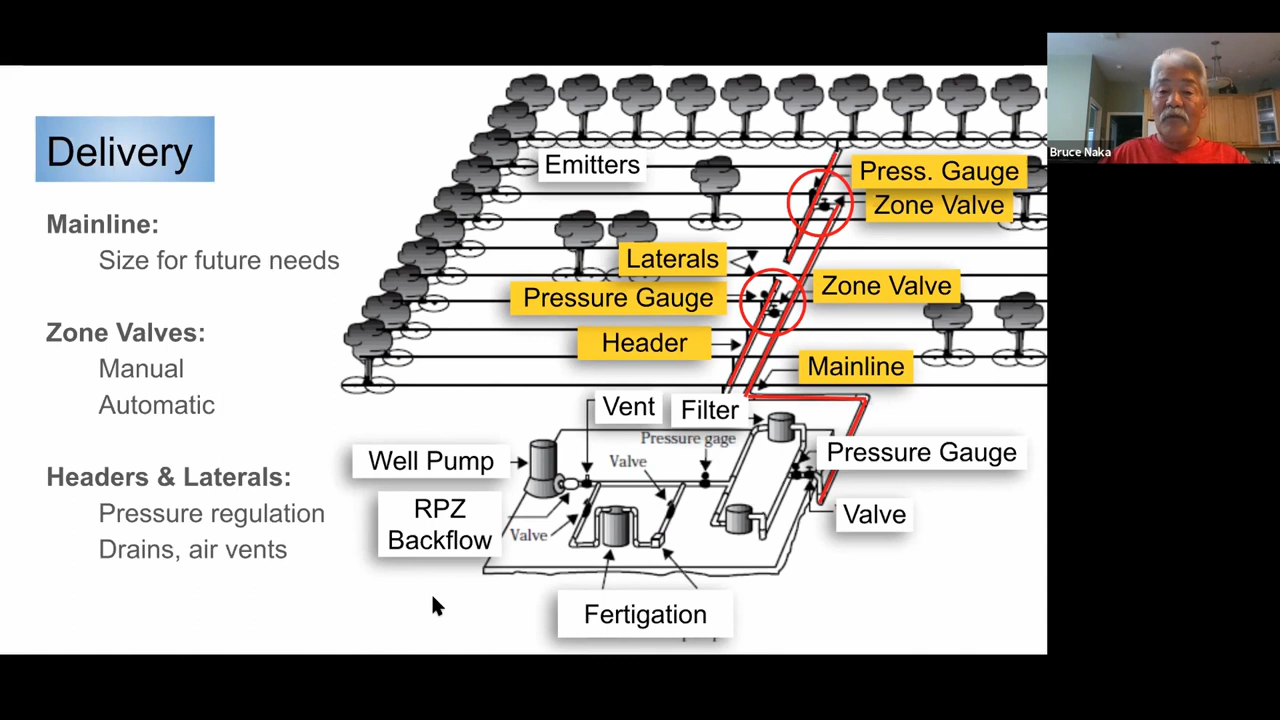 Delivery
Mainline:
Size for future needs
Zone Valves:
Manual
Automatic
Headers & Laterals:
Pressure regulation
Drains, air vents
Emitters
Press. Gauge
Zone Valve
Laterals
Pressure Gauge
Zone Valve
Header
Mainline
Vent
Filter
Pressure gage
Valve
Well Pump
Pressure Gauge
RPZ
Backflow
Valve
Valve
Fertigation
Bruce Naka